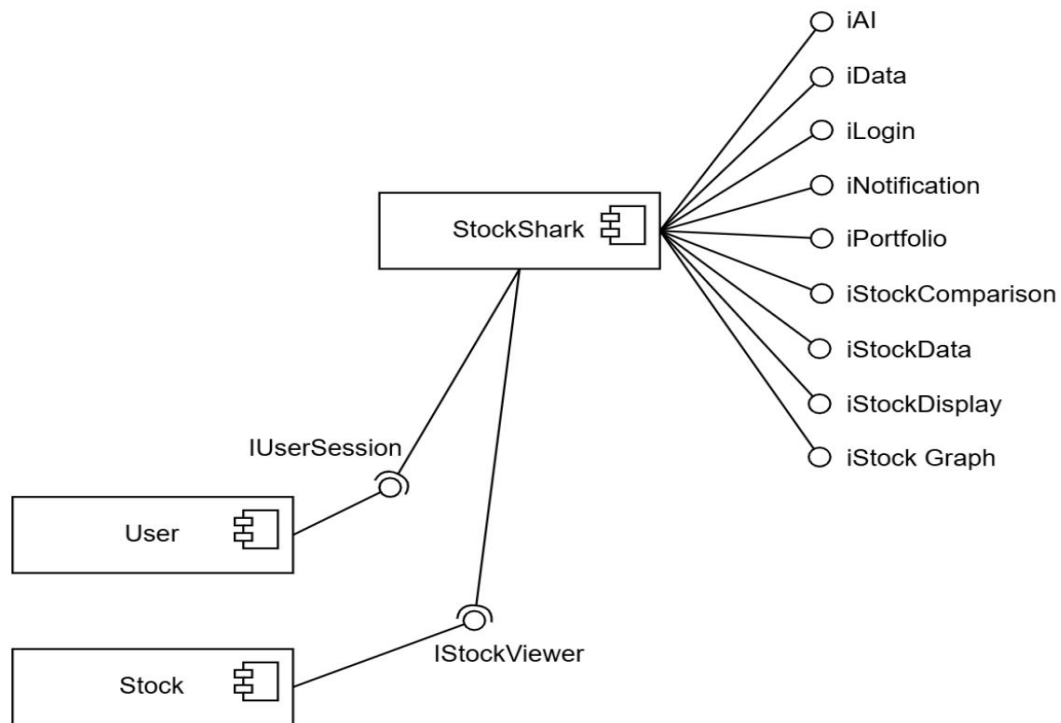 iAI
iData
iLogin
iNotification
iPortfolio
iStockComparison
iStockData
iStockDisplay
iStock Graph
StockShark
IUserSession
User
IStockViewer
Stock